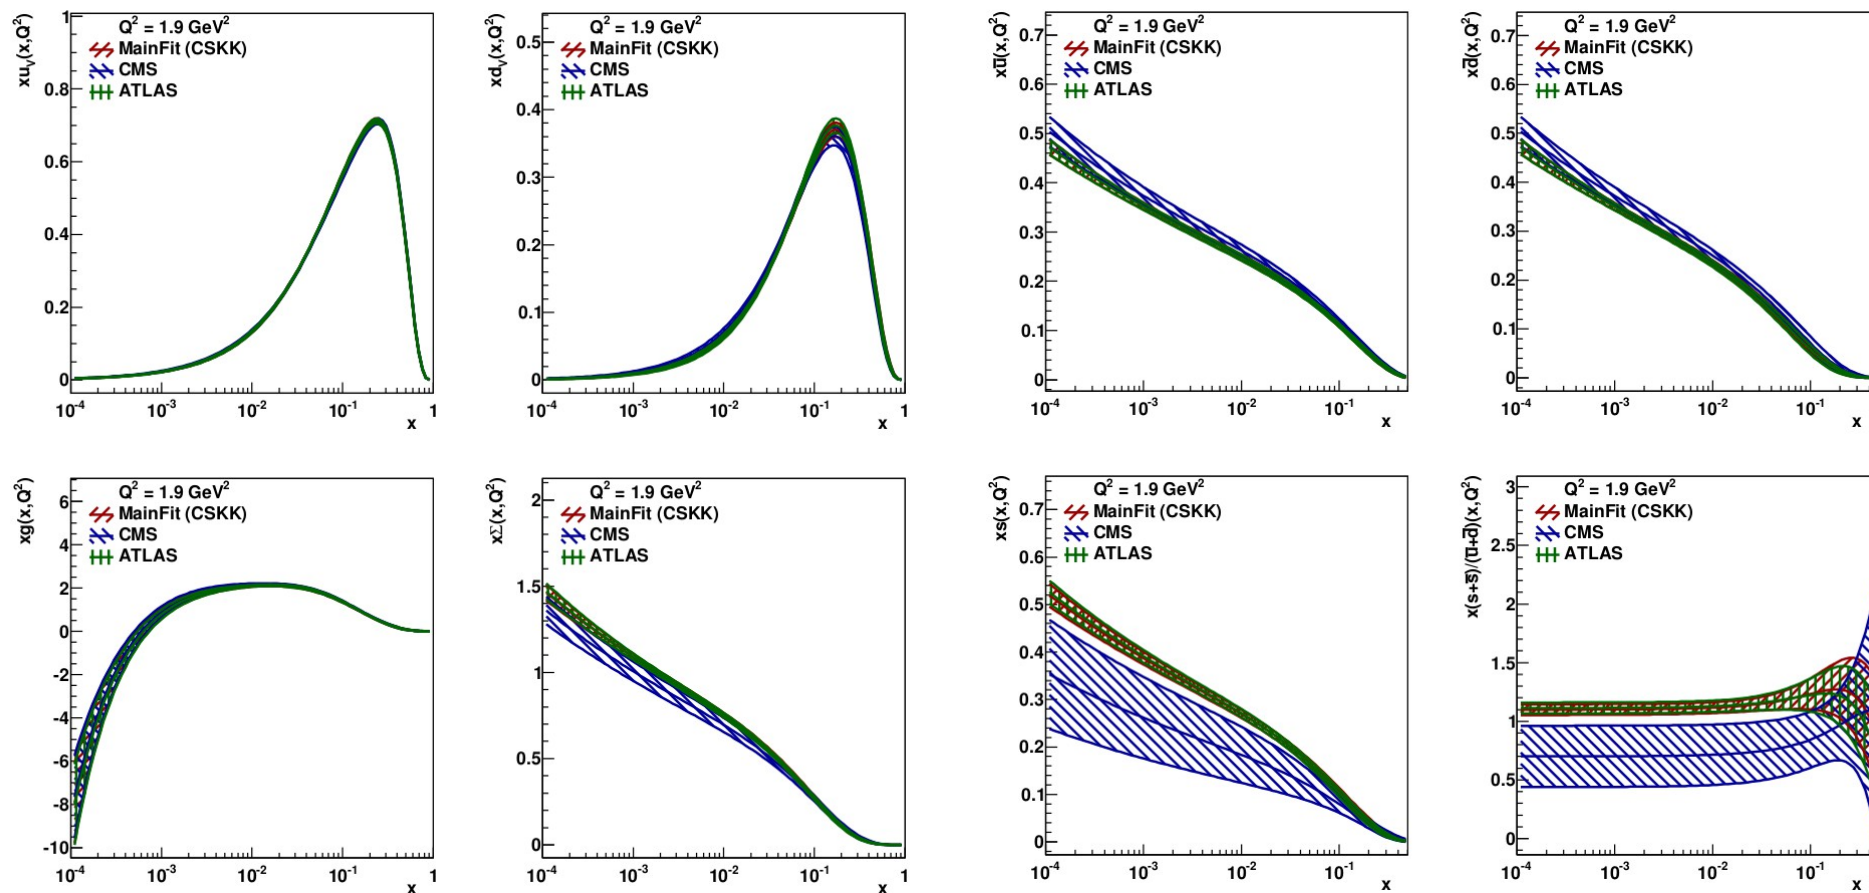 xu_V(x,Q²)
Q² = 1.9 GeV²
MainFit (CSKK)
CMS
ATLAS
1
0.8
0.6
0.4
0.2
0
10⁻⁴ 10⁻³ 10⁻² 10⁻¹ 1
x
xd_V(x,Q²)
Q² = 1.9 GeV²
MainFit (CSKK)
CMS
ATLAS
0.5
0.4
0.3
0.2
0.1
0
10⁻⁴ 10⁻³ 10⁻² 10⁻¹ 1
x
xu̅(x,Q²)
Q² = 1.9 GeV²
MainFit (CSKK)
CMS
ATLAS
0.7
0.6
0.5
0.4
0.3
0.2
0.1
0
10⁻⁴ 10⁻³ 10⁻² 10⁻¹
x
xd̅(x,Q²)
Q² = 1.9 GeV²
MainFit (CSKK)
CMS
ATLAS
0.7
0.6
0.5
0.4
0.3
0.2
0.1
0
10⁻⁴ 10⁻³ 10⁻² 10⁻¹
x
xg(x,Q²)
Q² = 1.9 GeV²
MainFit (CSKK)
CMS
ATLAS
6
4
2
0
-2
-4
-6
-8
-10
10⁻⁴ 10⁻³ 10⁻² 10⁻¹ 1
x
xΣ(x,Q²)
Q² = 1.9 GeV²
MainFit (CSKK)
CMS
ATLAS
2
1.5
1
0.5
0
10⁻⁴ 10⁻³ 10⁻² 10⁻¹ 1
x
xs(x,Q²)
Q² = 1.9 GeV²
MainFit (CSKK)
CMS
ATLAS
0.7
0.6
0.5
0.4
0.3
0.2
0.1
0
10⁻⁴ 10⁻³ 10⁻² 10⁻¹
x
x(s+s̅)/(u̅+d̅)(x,Q²)
Q² = 1.9 GeV²
MainFit (CSKK)
CMS
ATLAS
3
2.5
2
1.5
1
0.5
0
10⁻⁴ 10⁻³ 10⁻² 10⁻¹
x